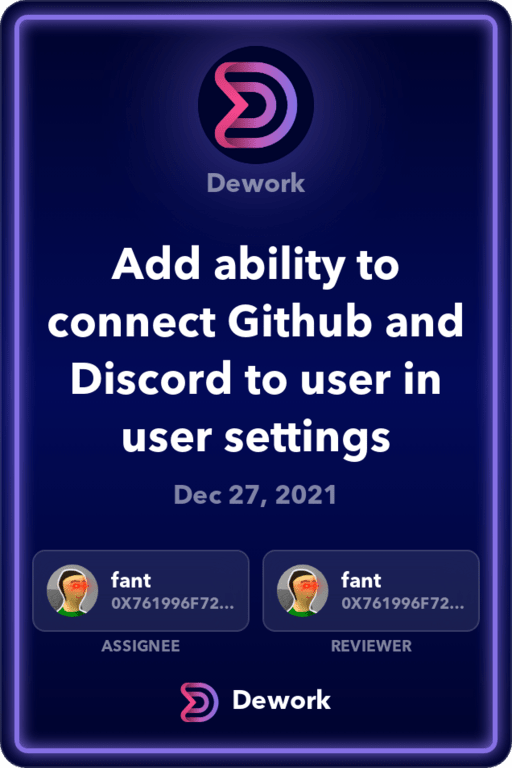 Dework
Add ability to
connect Github and
Discord to user in
user settings
Dec 27, 2021
fant
0X761996F72...
fant
0X761996F72...
ASSIGNEE
REVIEWER
Dework